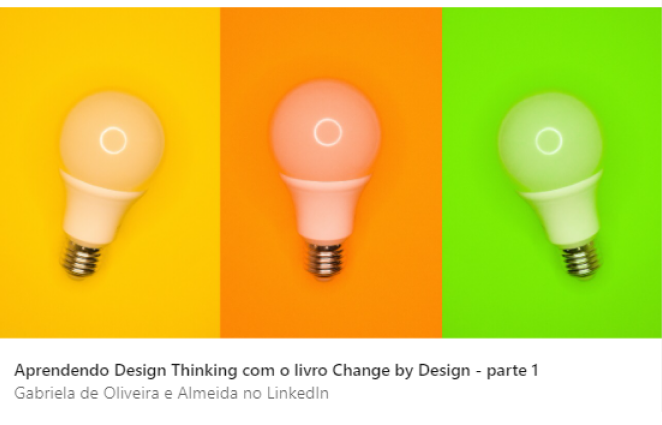 Aprendendo Design Thinking com o livro Change by Design - parte 1
Gabriela de Oliveira e Almeida no LinkedIn